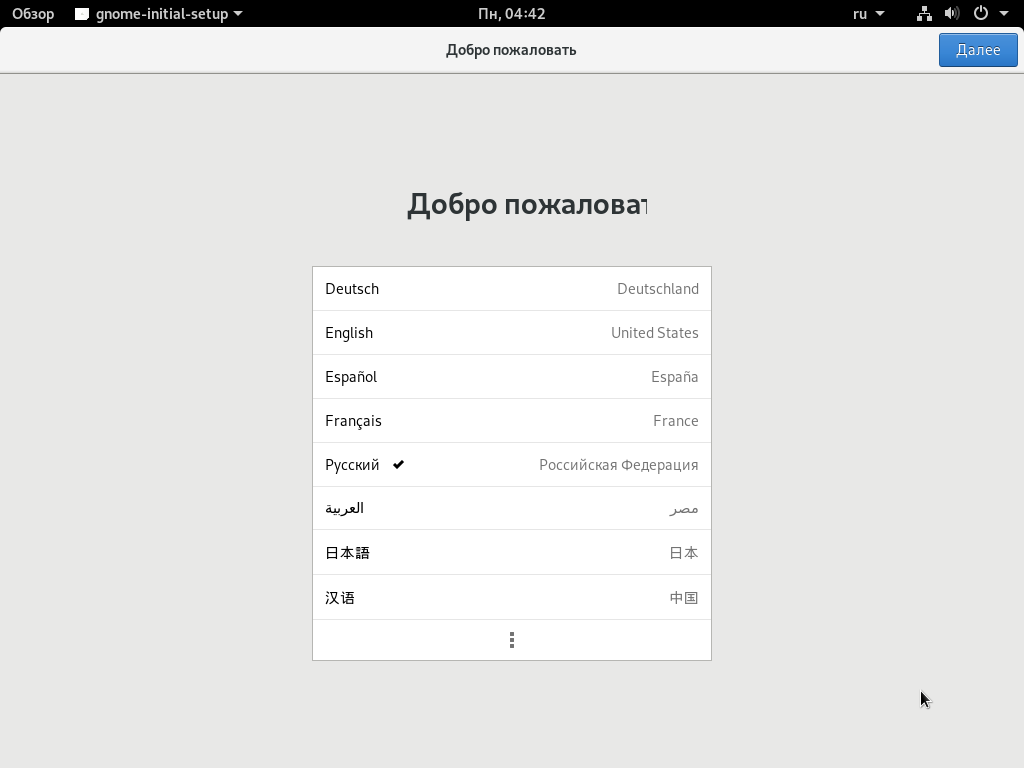 Обзор gnome-initial-setup Пн, 04:42 ru
Добро пожаловать Далее
Добро пожаловат
Deutsch Deutschland
English United States
Español España
Français France
Русский Российская Федерация
العربية مصر
日本語 日本
汉语 中国